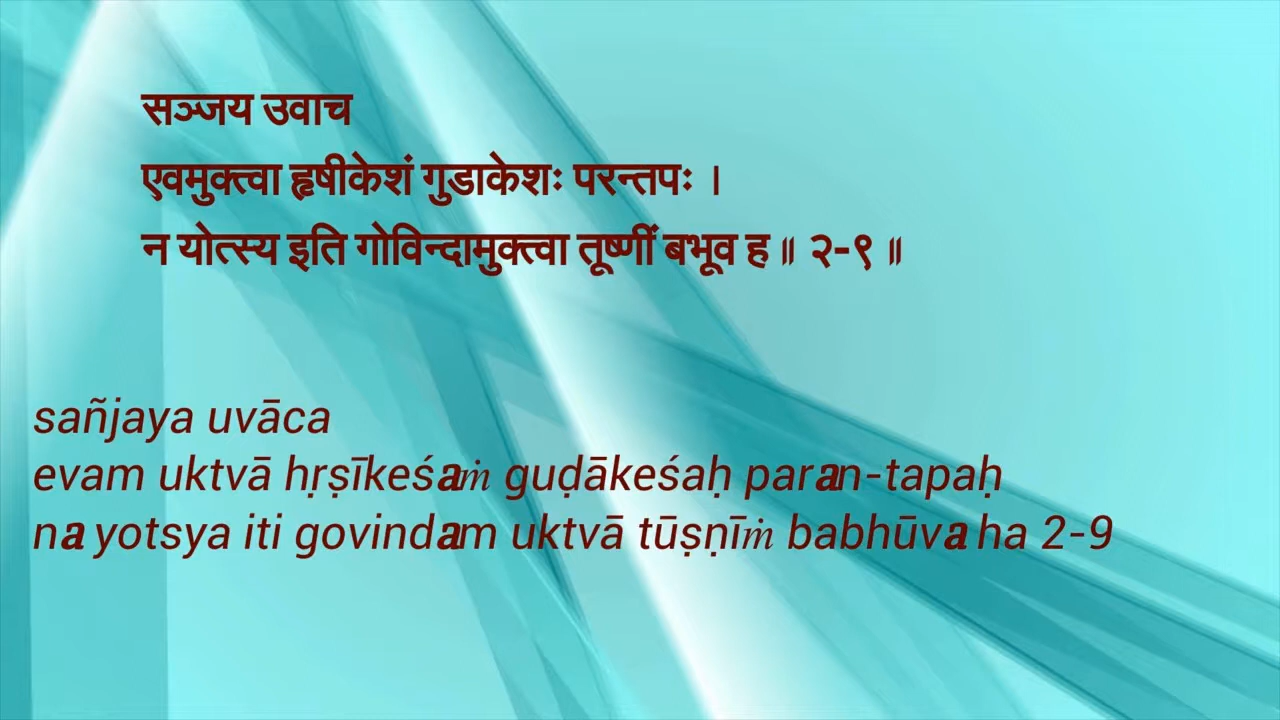 सञ्जय उवाच
एवमुक्त्वा हृषीकेशं गुडाकेशः परन्तपः ।
न योत्स्य इति गोविन्दामुक्त्वा तूष्णीं बभूव ह ॥ २-९ ॥
sañjaya uvāca
evam uktvā hṛṣīkeśaṁ guḍākeśaḥ paran-tapaḥ
na yotsya iti govindam uktvā tūṣṇīṁ babhūva ha 2-9